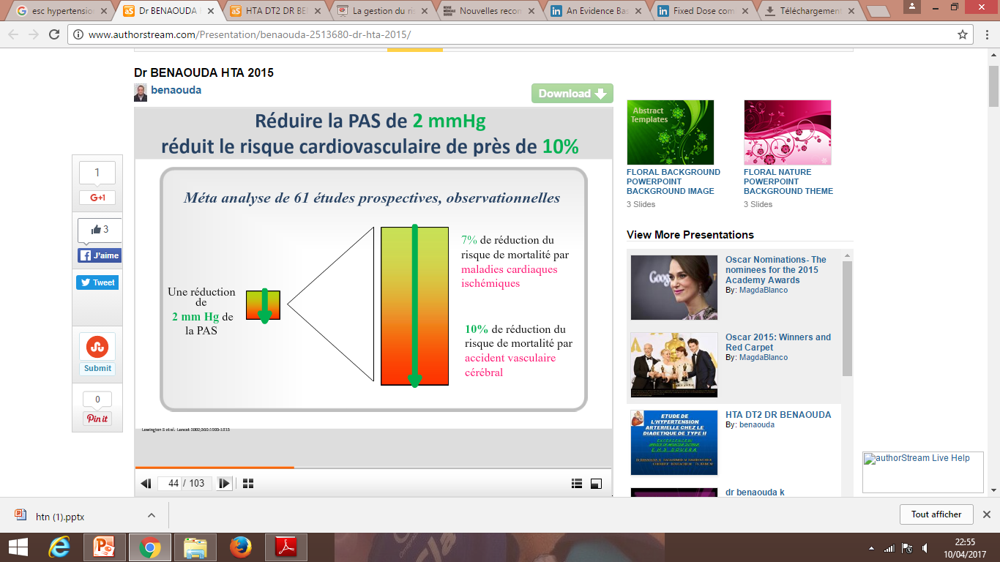 esc hypertensio
Dr BENAOUDA
HTA DT2 DR BE
La gestion du ri
Nouvelles recon
An Evidence Bas
Fixed Dose com
Téléchargement
www.authorstream.com/Presentation/benaouda-2513680-dr-hta-2015/
Dr BENAOUDA HTA 2015
benaouda
Download
Réduire la PAS de 2 mmHg
réduit le risque cardiovasculaire de près de 10%
Méta analyse de 61 études prospectives, observationnelles
Une réduction
de
2 mm Hg de
la PAS
7% de réduction du
risque de mortalité par
maladies cardiaques
ischémiques
10% de réduction du
risque de mortalité par
accident vasculaire
cérébral
Lewington S et al. Lancet 2002;360:1903-1913
44 / 103
1
G+1
3
J'aime
Tweet
Submit
0
Pin it
Abstract
Templates
FLORAL BACKGROUND
POWERPOINT
BACKGROUND IMAGE
3 Slides
FLORAL NATURE
POWERPOINT
BACKGROUND THEME
3 Slides
View More Presentations
Oscar Nominations- The
nominees for the 2015
Academy Awards
By: MagdaBlanco
Oscar 2015: Winners and
Red Carpet
By: MagdaBlanco
ETUDE DE
L'HYPERTENSION
ARTERIELLE CHEZ LE
DIABETIQUE DE TYPE II
E.H.S DOUERA
HTA DT2 DR BENAOUDA
By: benaouda
dr benaouda k
authorStream Live Help
htn (1).pptx
Tout afficher
22:55
10/04/2017